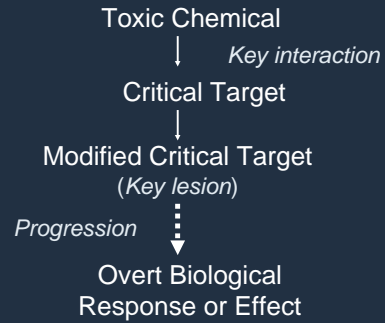 Toxic Chemical
Key interaction
Critical Target
Modified Critical Target
(Key lesion)
Progression
Overt Biological
Response or Effect